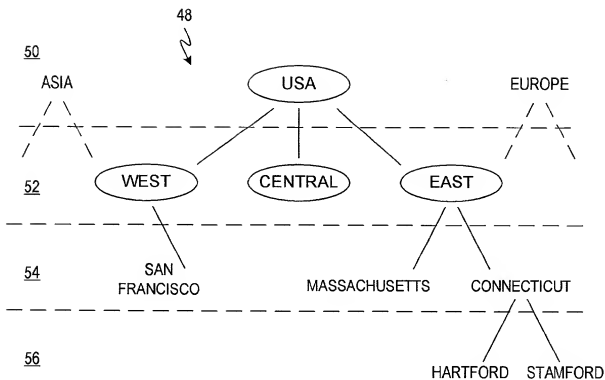 48
50
ASIA
USA
EUROPE
52
WEST
CENTRAL
EAST
54
SAN
FRANCISCO
MASSACHUSETTS
CONNECTICUT
56
HARTFORD
STAMFORD